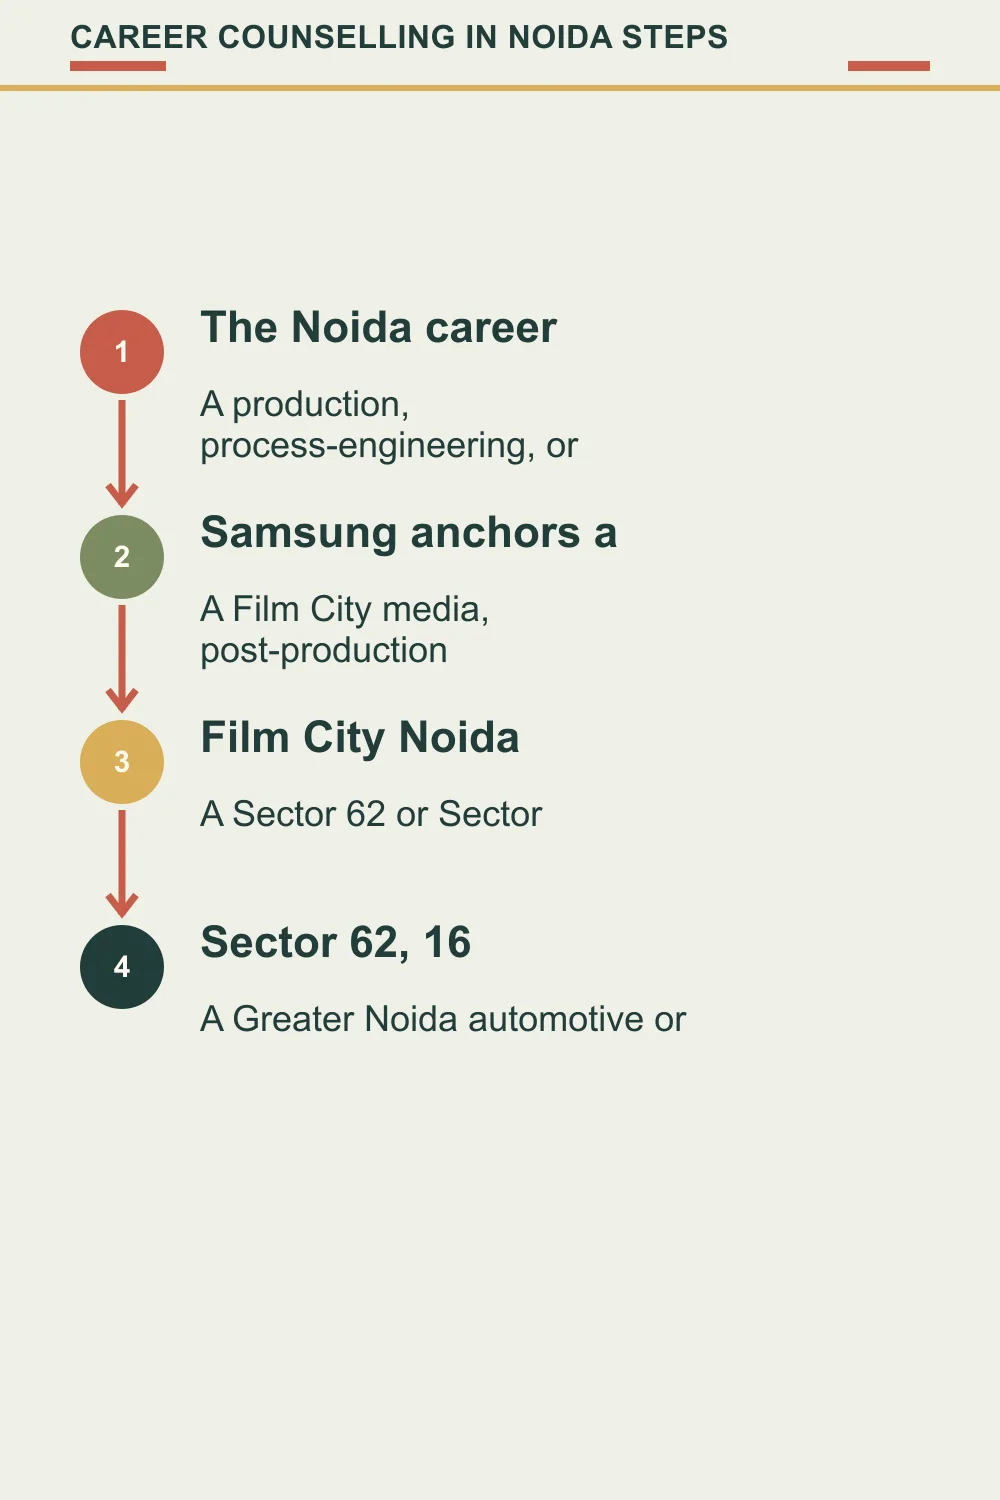 CAREER COUNSELLING IN NOIDA STEPS
1
The Noida career
A production,
process-engineering, or
2
Samsung anchors a
A Film City media,
post-production
3
Film City Noida
A Sector 62 or Sector
4
Sector 62, 16
A Greater Noida automotive or